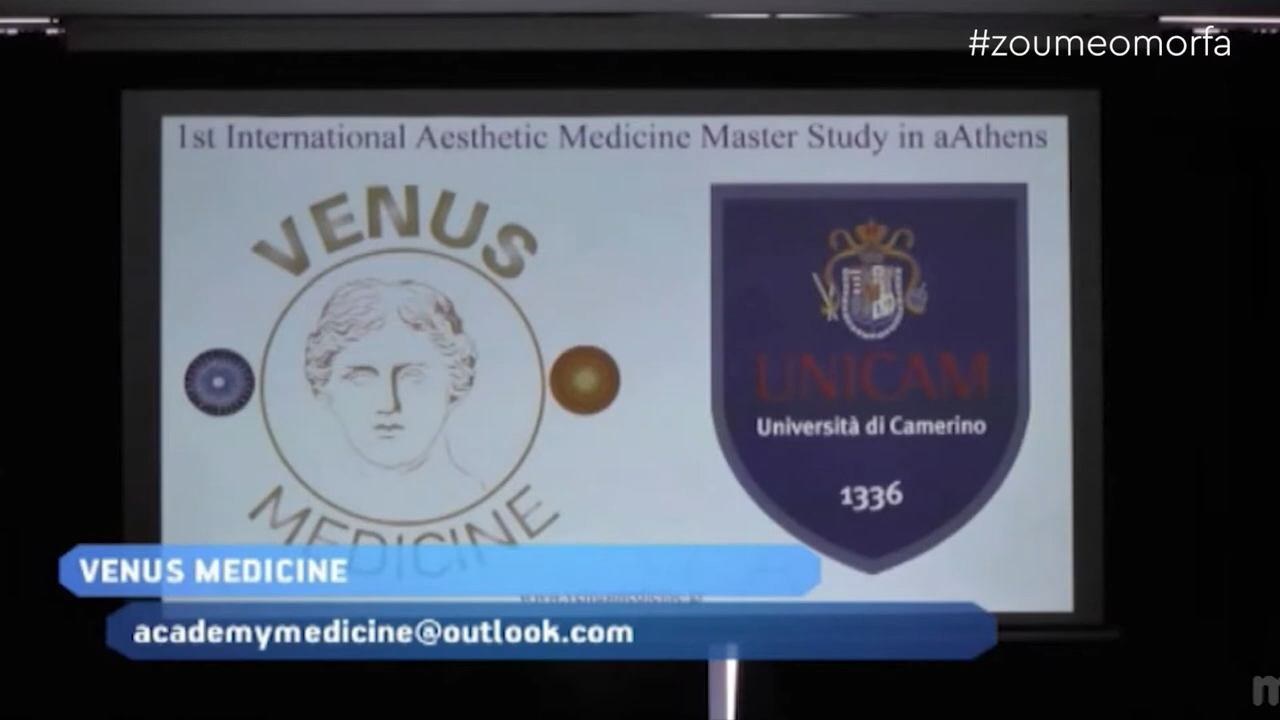 #zoumeomorfa
1st International Aesthetic Medicine Master Study in aAthens
VENUS
MEDICINE
UNICAM
Università di Camerino
1336
VENUS MEDICINE
academymedicine@outlook.com